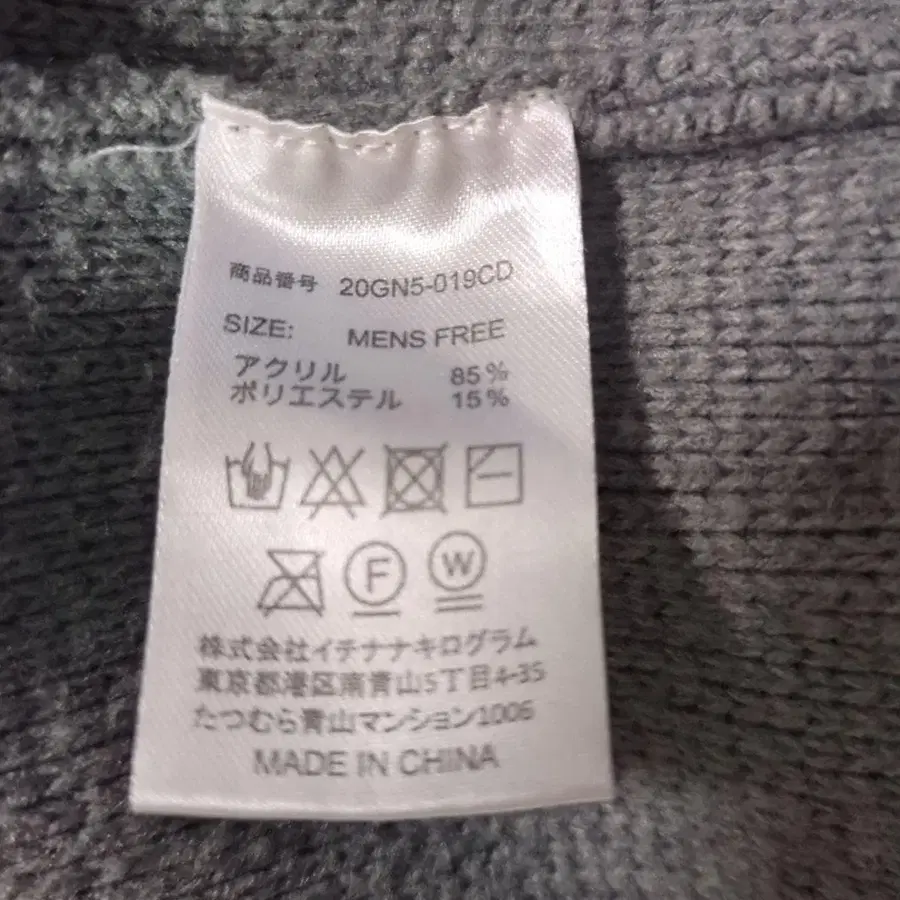 商品番号 20GN5-019CD
SIZE: MENS FREE
アクリル 85%
ポリエステル 15%
F W
株式会社イチナナキログラム
東京都港区南青山5丁目4-35
たつむら青山マンション1006
MADE IN CHINA